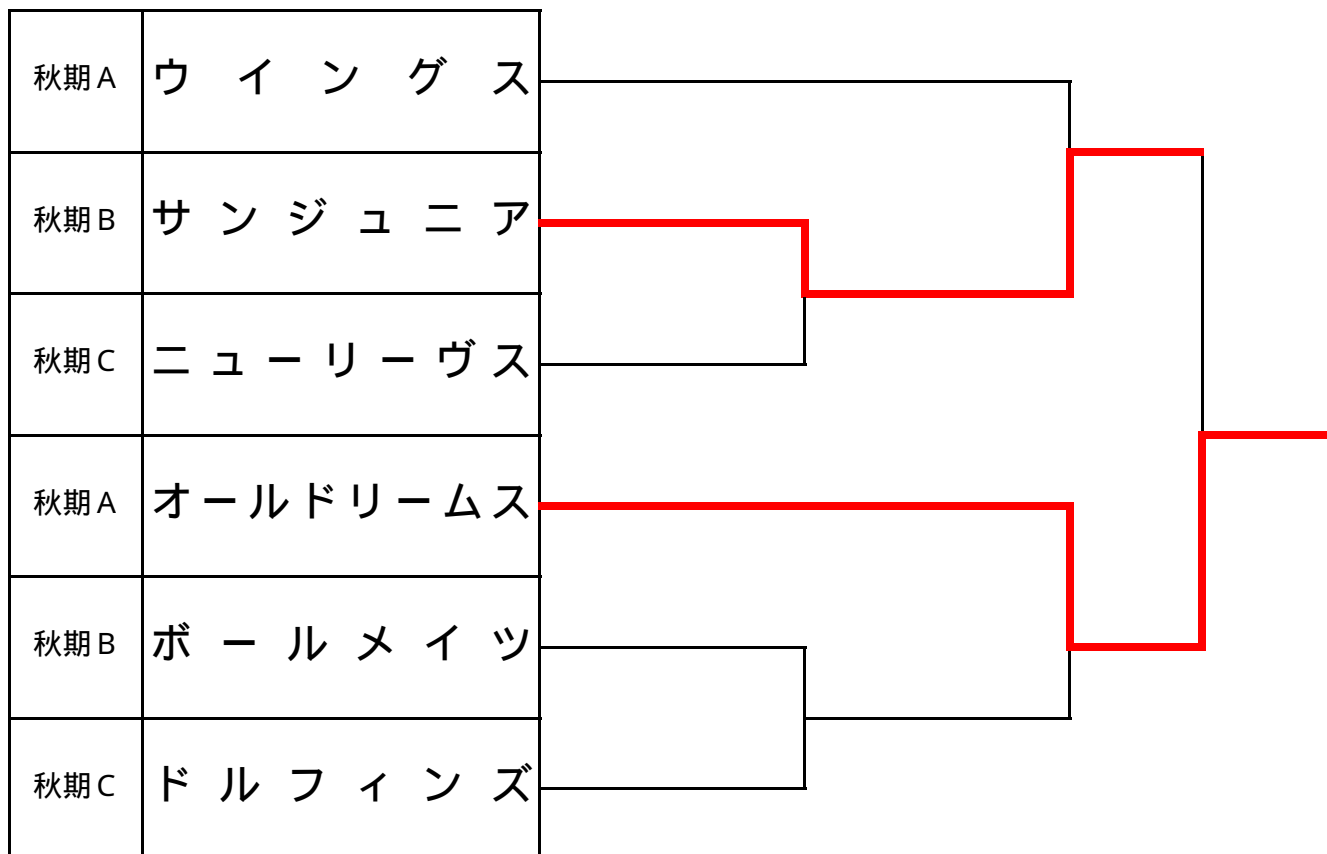 秋期A ウイングス
秋期B サンジュニア
秋期C ニューリーヴス
秋期A オールドリームス
秋期B ボールメイツ
秋期C ドルフィンズ